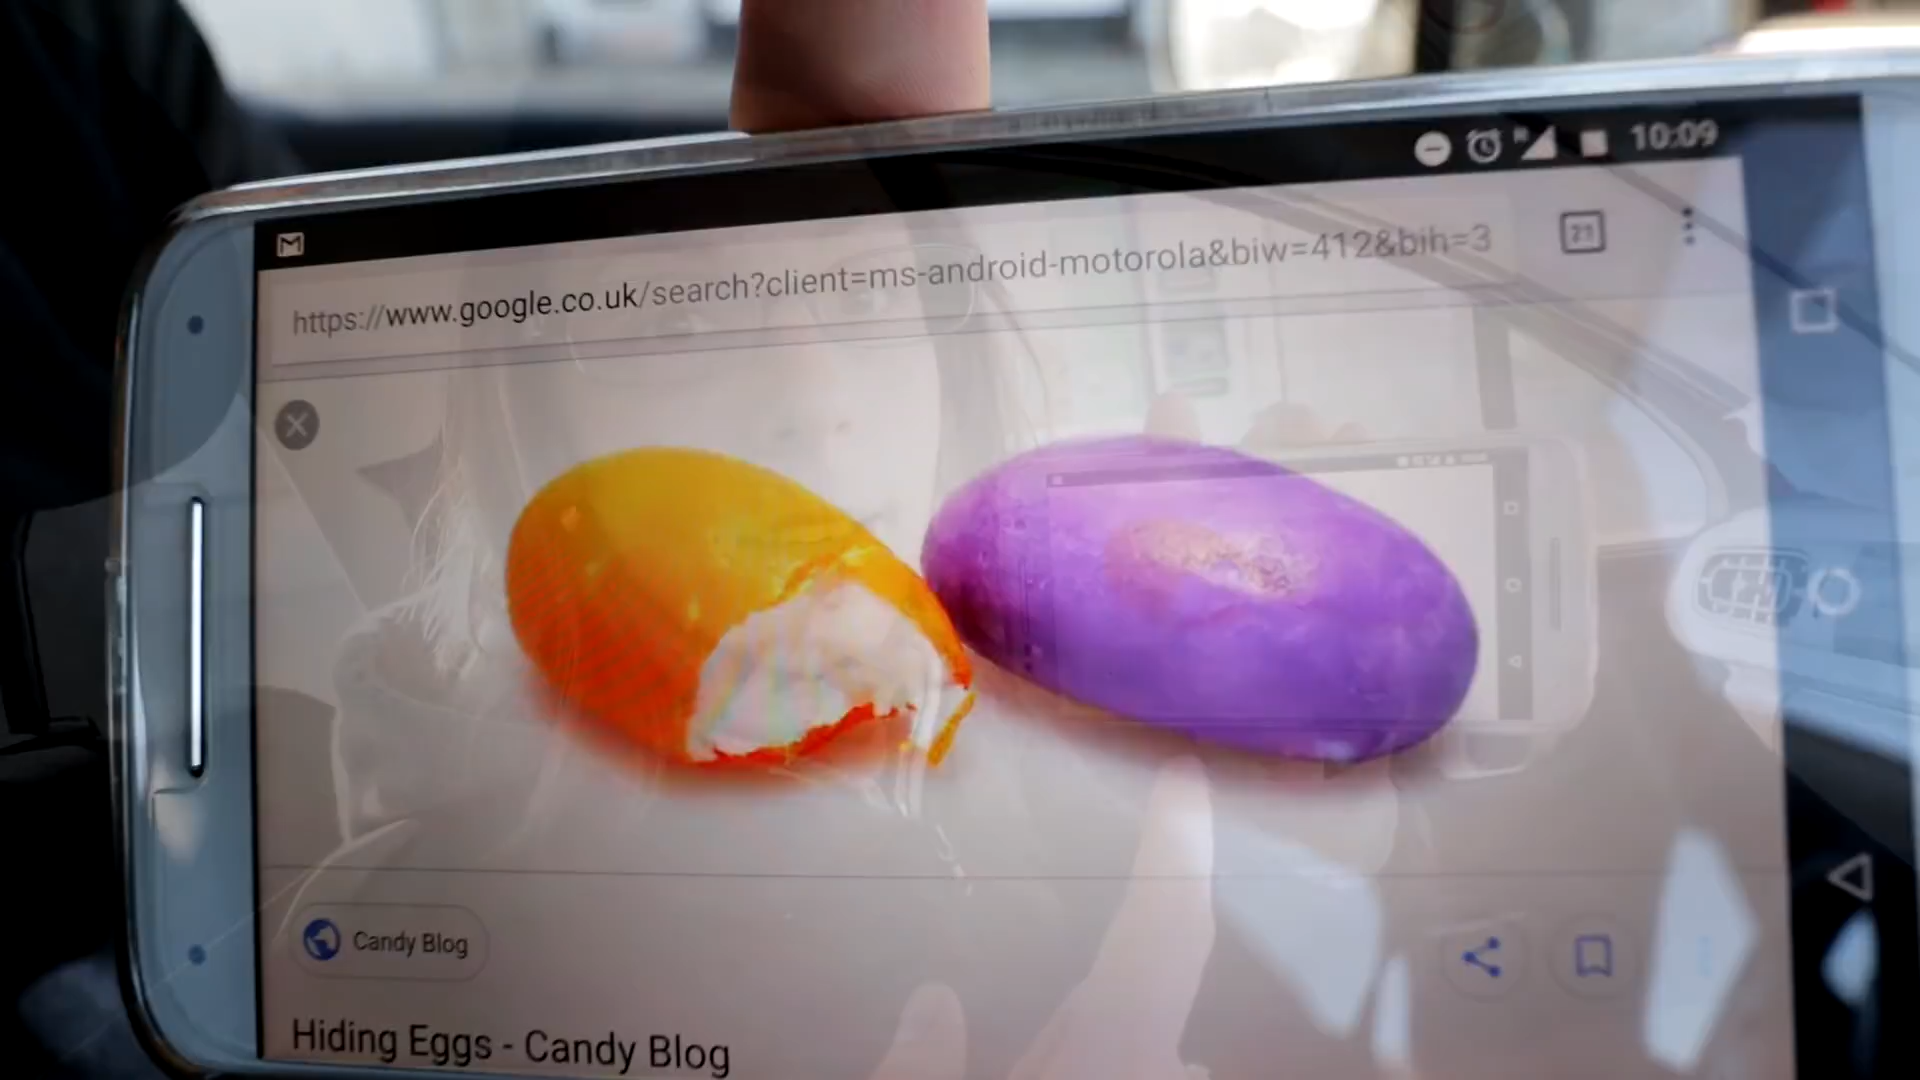 10:09
https://www.google.co.uk/search?client=ms-android-motorola&biw=412&bih=3
21
Candy Blog
Hiding Eggs - Candy Blog